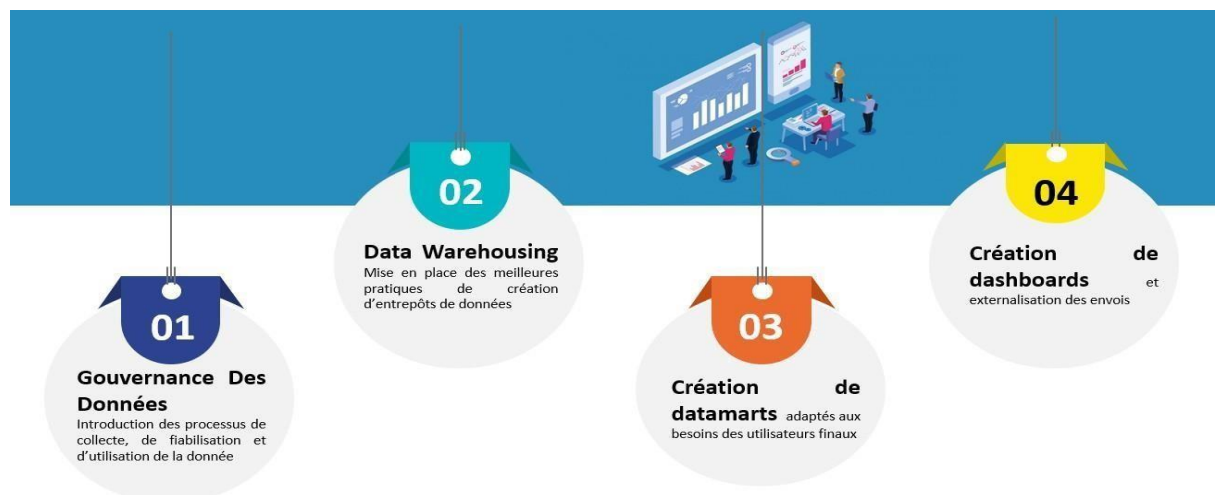 01
Gouvernance Des
Données
Introduction des processus de
collecte, de fiabilisation et
d'utilisation de la donnée
02
Data Warehousing
Mise en place des meilleures
pratiques de création
d'entrepôts de données
03
Création de
datamarts adaptés aux
besoins des utilisateurs finaux
04
Création de
dashboards et
externalisation des envois